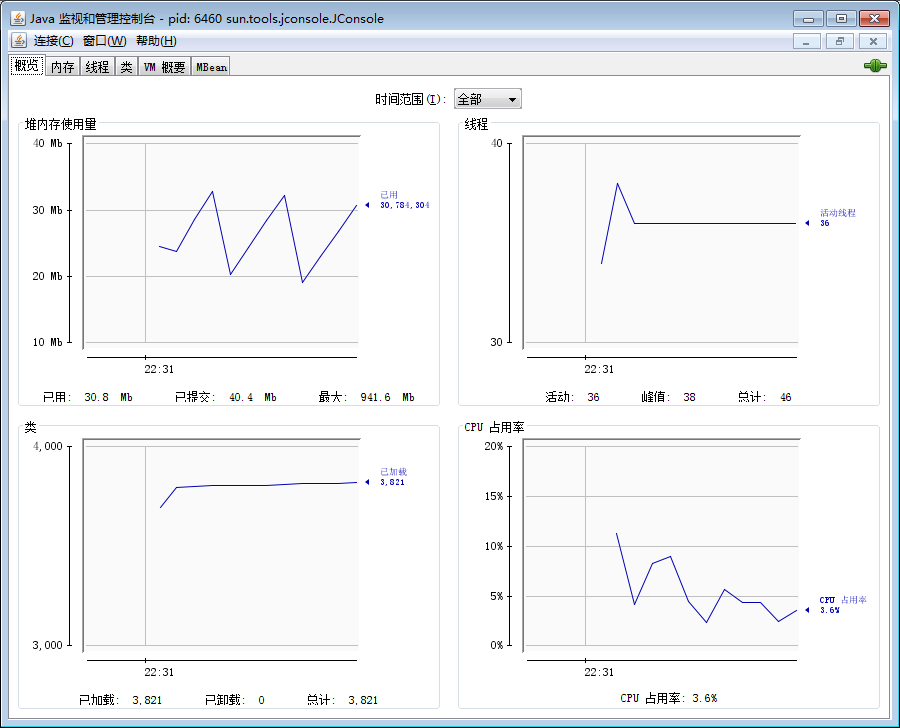 Java 监视和管理控制台 - pid: 6460 sun.tools.jconsole.JConsole
连接(C) 窗口(W) 帮助(H)
概览 内存 线程 类 VM 概要 MBean
时间范围(I): 全部
堆内存使用量
40 Mb
30 Mb
20 Mb
10 Mb
已用
30,784,304
22:31
已用: 30.8 Mb 已提交: 40.4 Mb 最大: 941.6 Mb
线程
40
30
活动线程
36
22:31
活动: 36 峰值: 38 总计: 46
类
4,000
3,000
已加载
3,821
22:31
已加载: 3,821 已卸载: 0 总计: 3,821
CPU 占用率
20%
15%
10%
5%
0%
CPU 占用率
3.6%
22:31
CPU 占用率: 3.6%